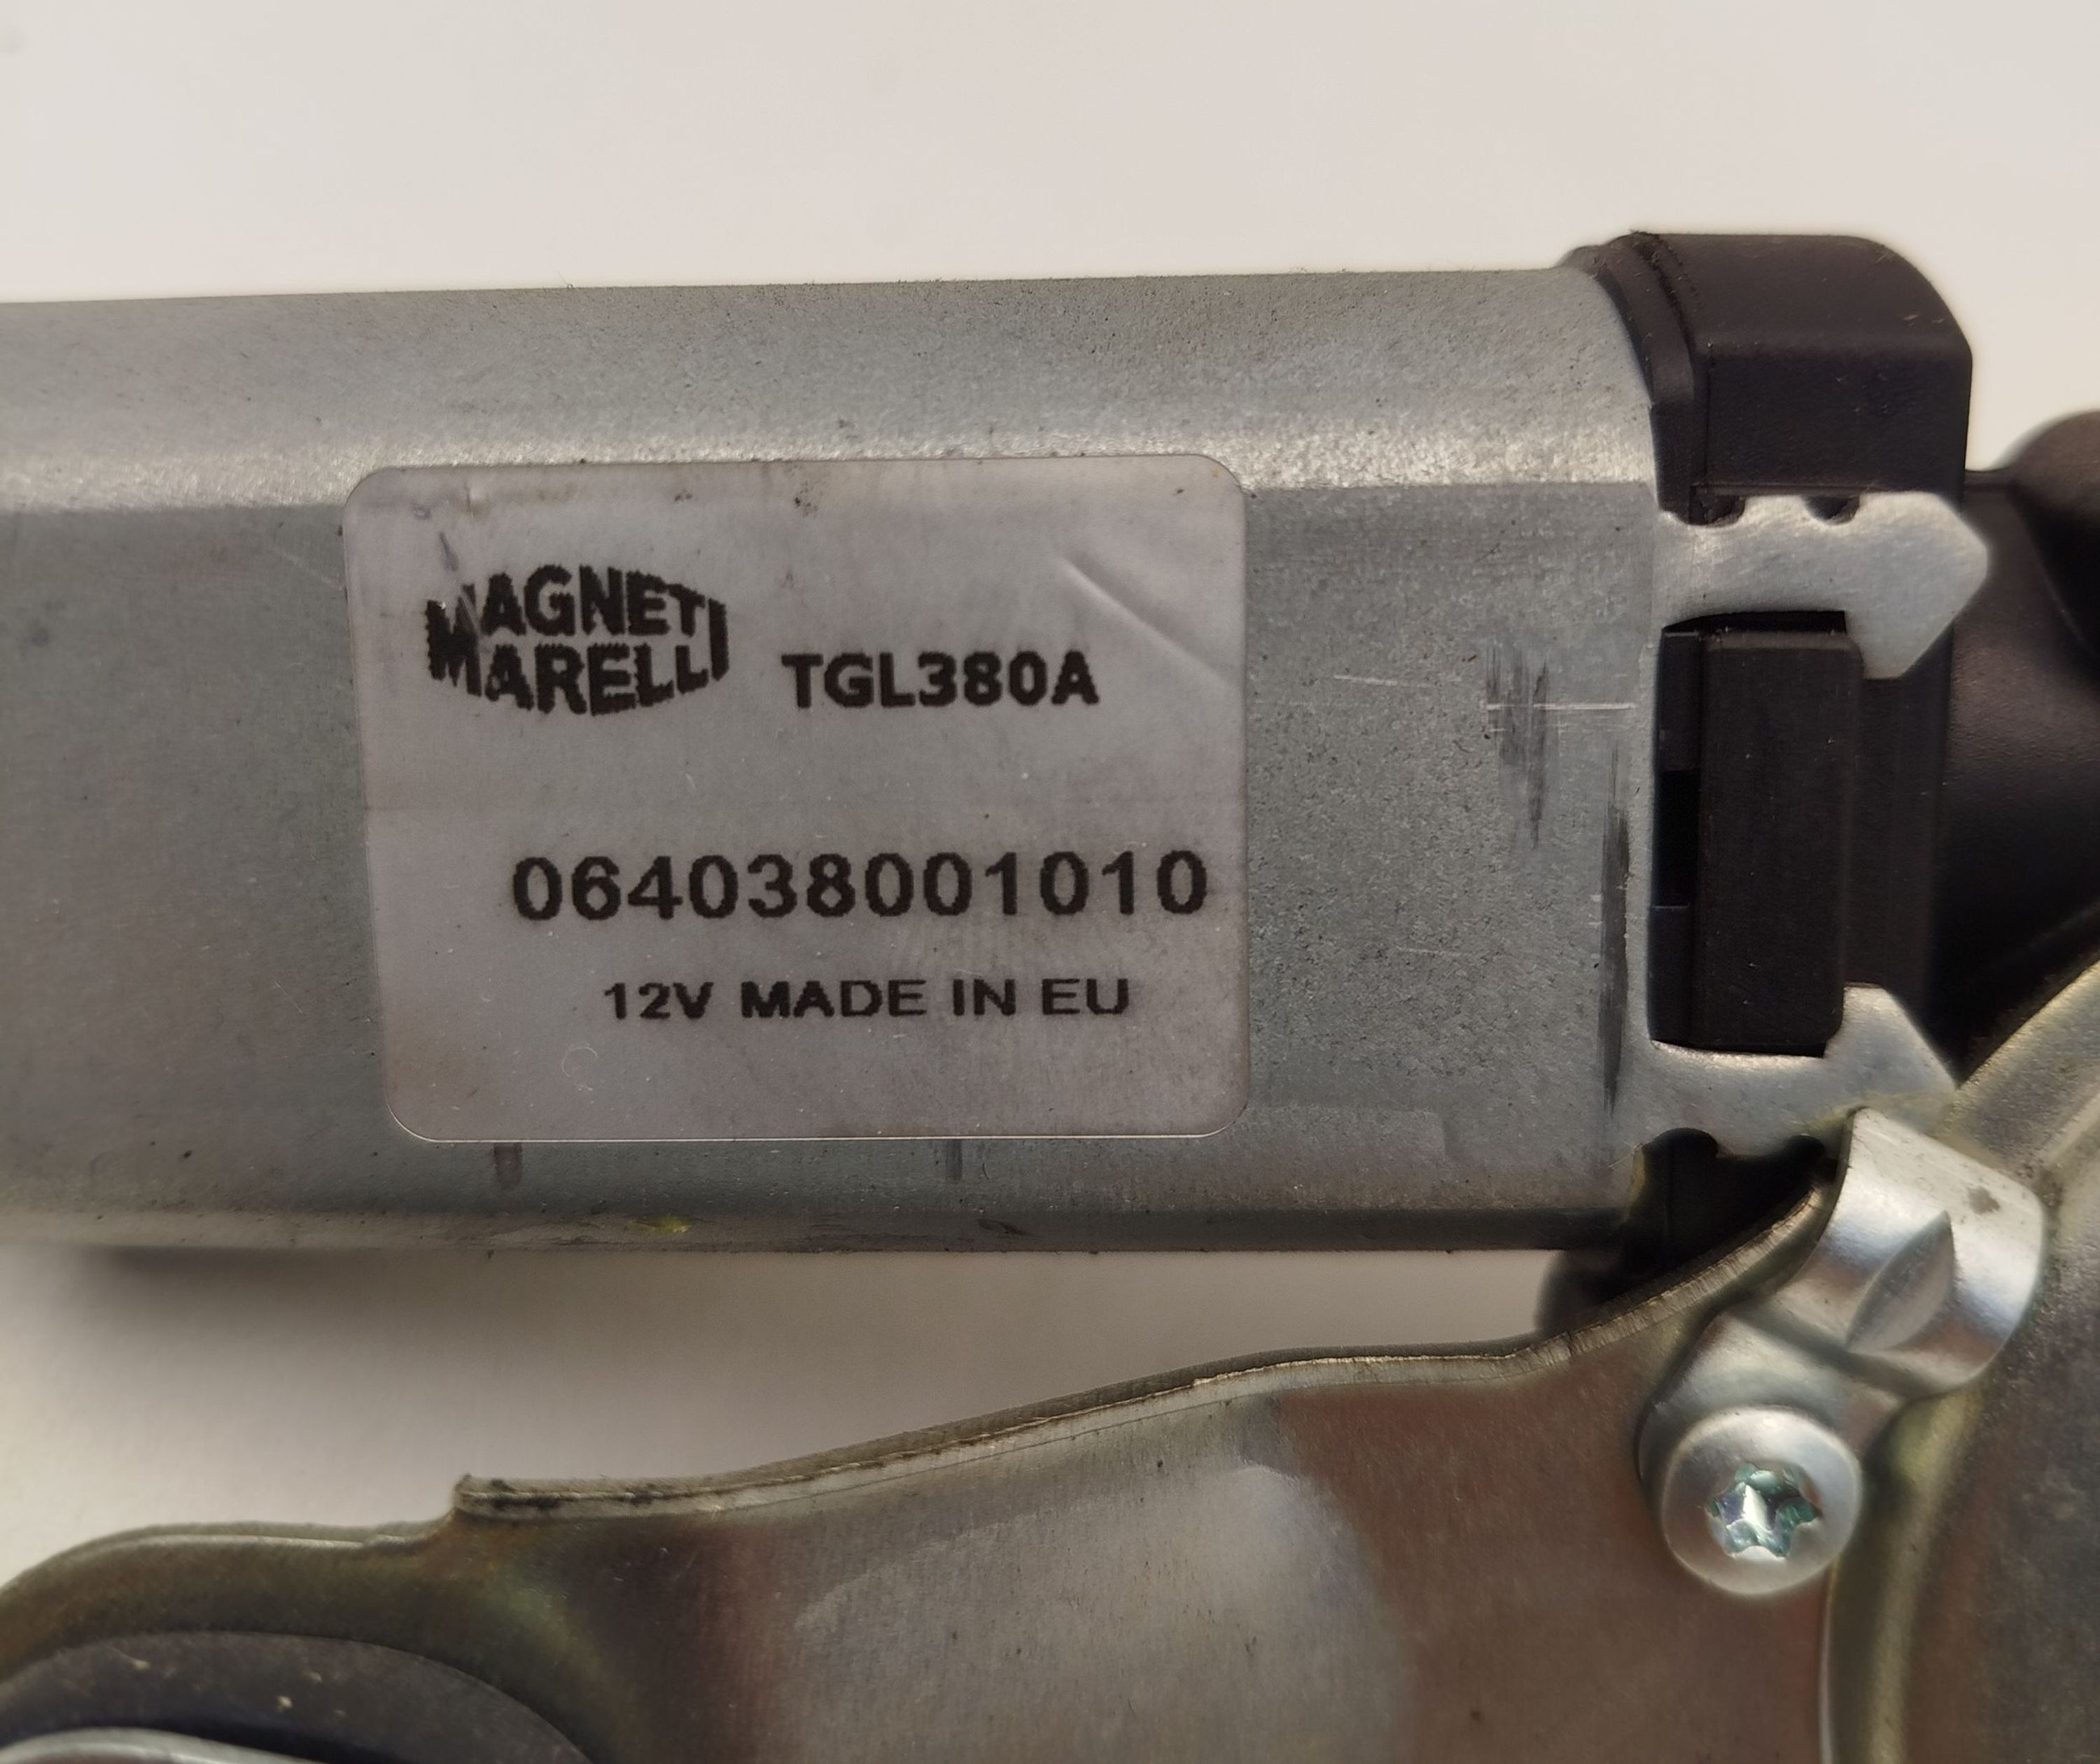 MAGNETI
MARELLI
TGL380A
064038001010
12V MADE IN EU